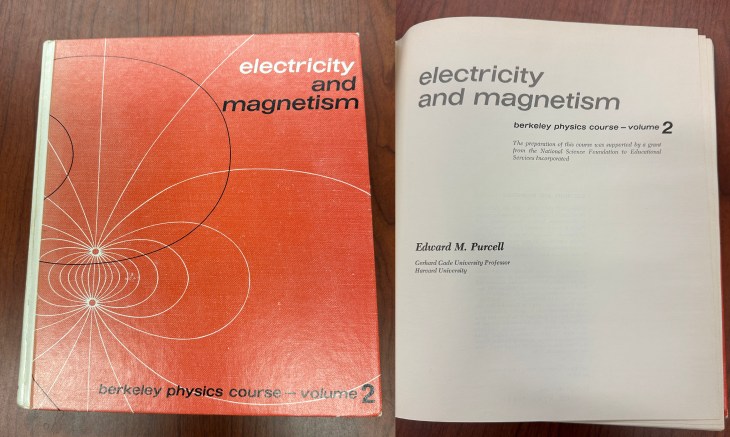 electricity
and
magnetism
berkeley physics course – volume 2
electricity
and magnetism
berkeley physics course – volume 2
The preparation of this course was supported by a grant
from the National Science Foundation to Educational
Services Incorporated
Edward M. Purcell
Gerhard Gade University Professor
Harvard University